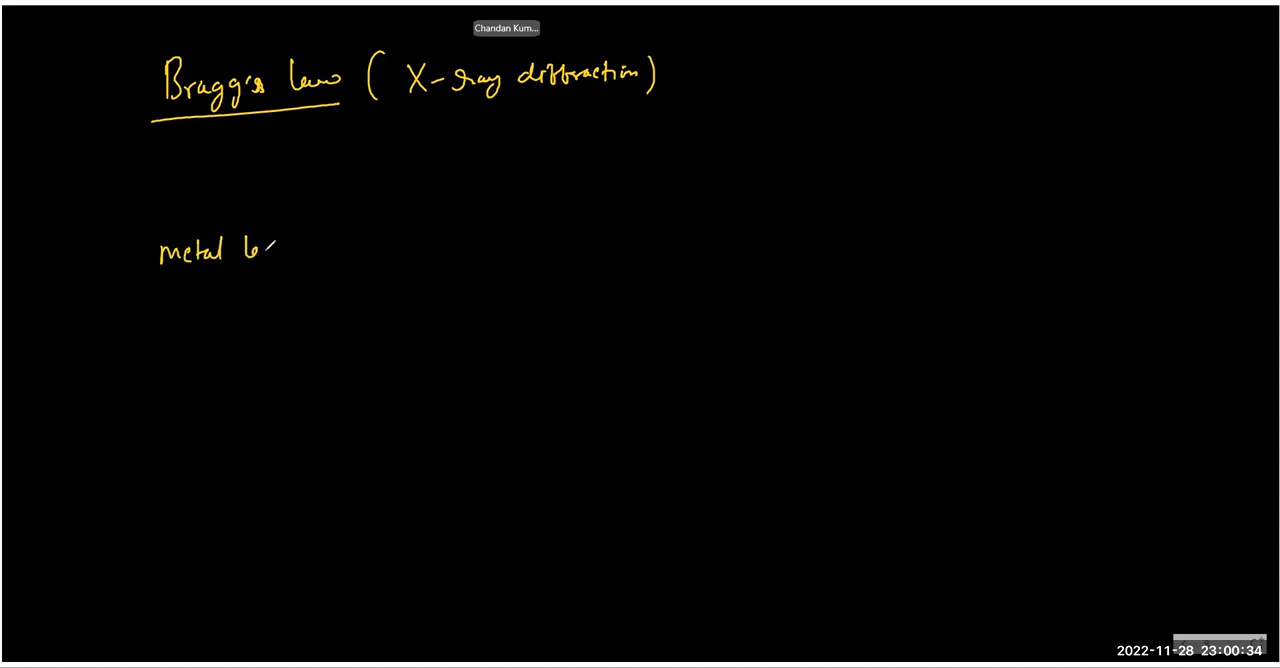 Chandan Kum...
Bragg's law ( X-ray diffraction )
metal
2022-11-28 23:00:34